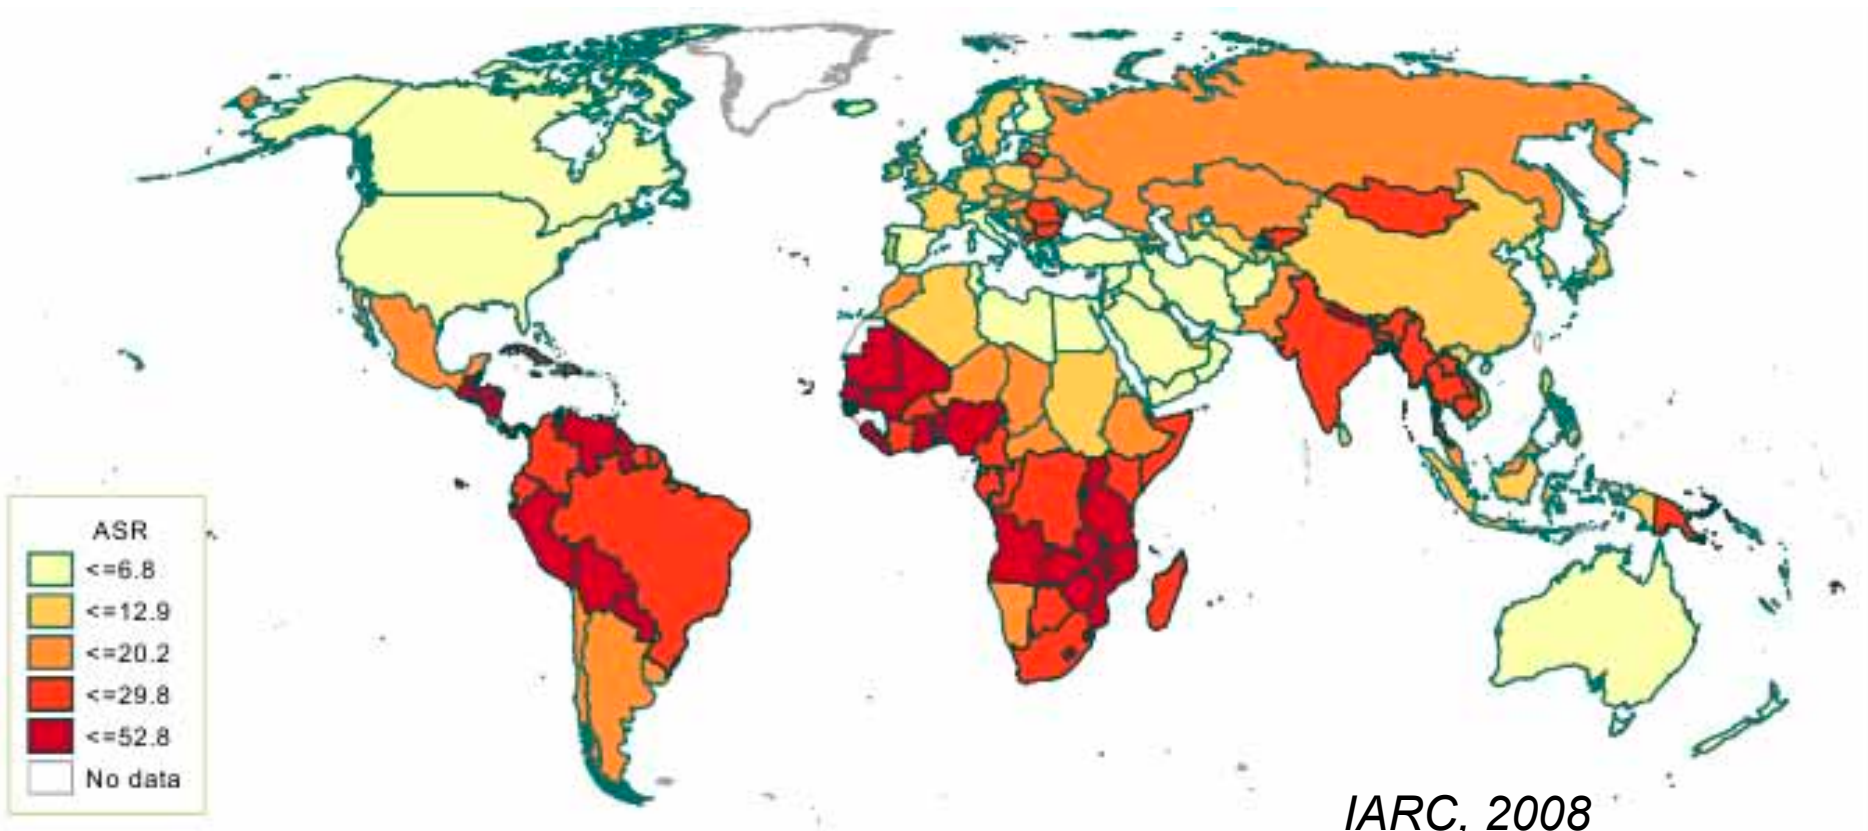 ASR
<=6.8
<=12.9
<=20.2
<=29.8
<=52.8
No data
IARC, 2008